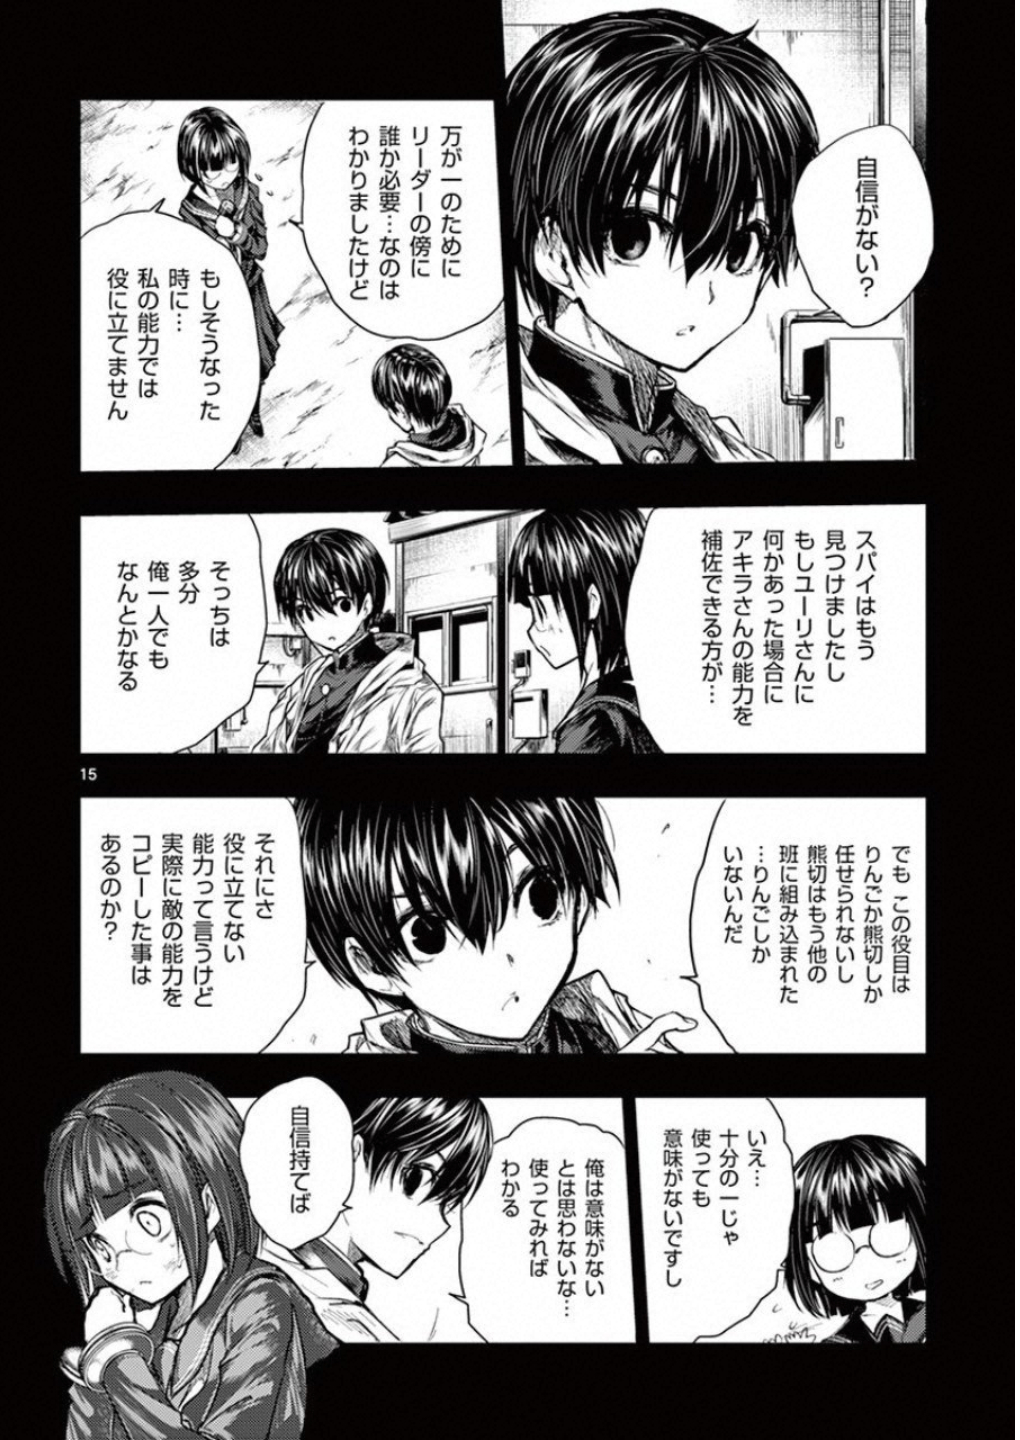 自信がない？
万が一のために
リーダーの傍に
誰か必要…なのは
わかりましたけど
もしそうなった
時に…
私の能力では
役に立てません
スパイはもう
見つけましたし
もしユーリさんに
何かあった場合に
アキラさんの能力を
補佐できる方が…
そっちは
多分
俺一人でも
なんとかなる
15
でも この役目は
りんごか熊切しか
任せられないし
熊切はもう他の
班に組み込まれた
…りんごしか
いないんだ
それにさ
役に立てない
能力って言うけど
実際に敵の能力を
コピーした事は
あるのか？
いえ…
十分の一じゃ
使っても
意味がないですし
俺は意味がない
とは思わないな…
使ってみれば
わかる
自信持てば